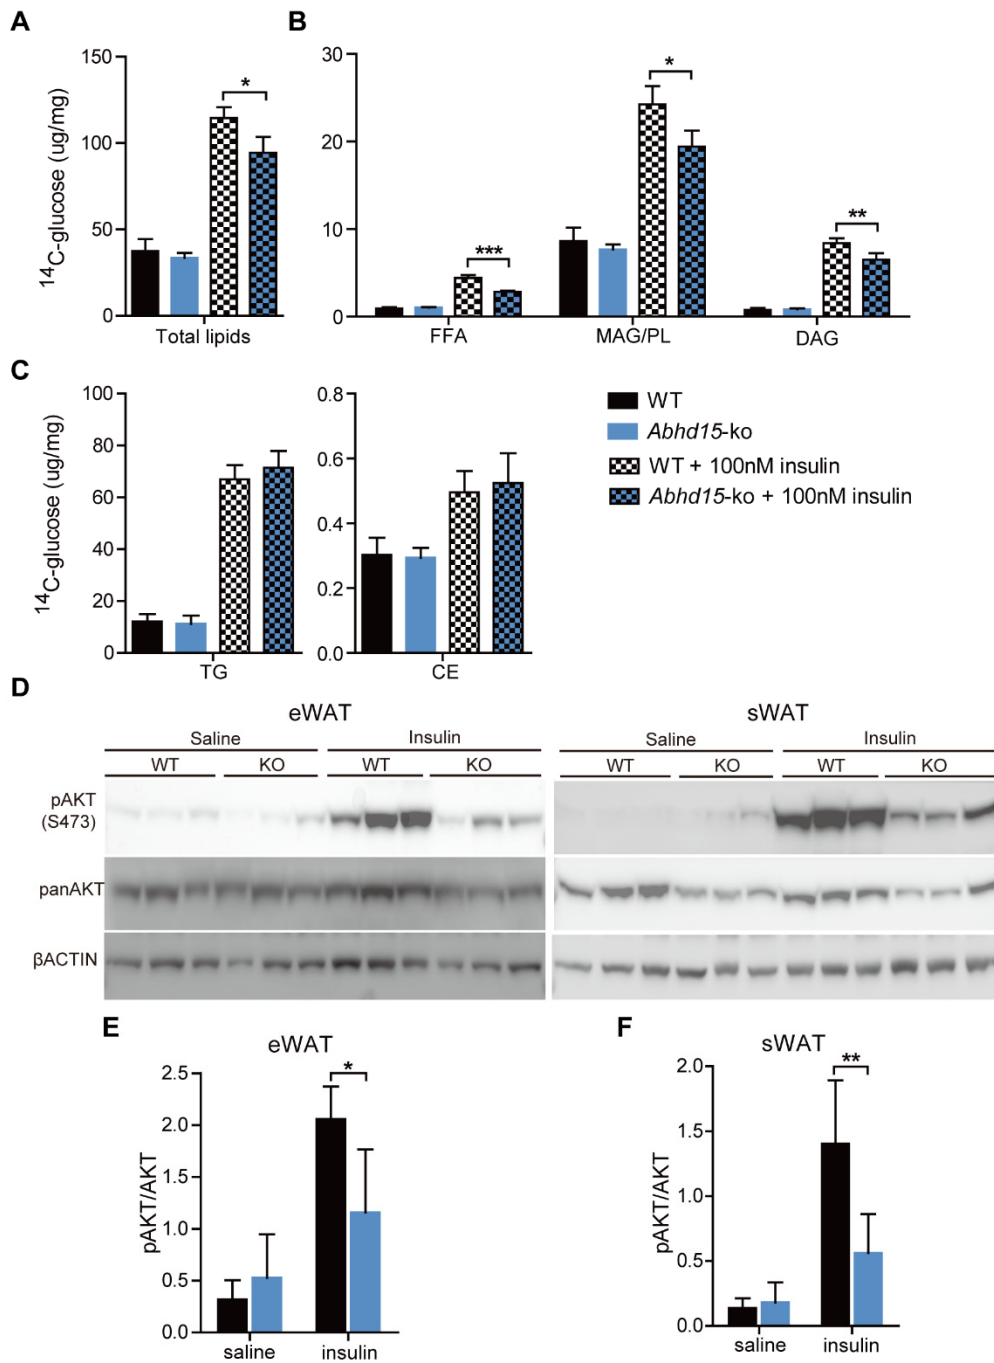 A
B
150
100
50
0
¹⁴C-glucose (ug/mg)
*
Total lipids
30
20
10
0
***
*
**
FFA
MAG/PL
DAG
C
100
80
60
40
20
0
¹⁴C-glucose (ug/mg)
TG
0.8
0.6
0.4
0.2
0.0
CE
WT
Abhd15-ko
WT + 100nM insulin
Abhd15-ko + 100nM insulin
D
eWAT
sWAT
Saline
Insulin
Saline
Insulin
WT
KO
WT
KO
WT
KO
WT
KO
pAKT
(S473)
panAKT
βACTIN
E
F
eWAT
sWAT
2.5
2.0
1.5
1.0
0.5
0.0
pAKT/AKT
*
saline
insulin
2.0
1.5
1.0
0.5
0.0
pAKT/AKT
**
saline
insulin